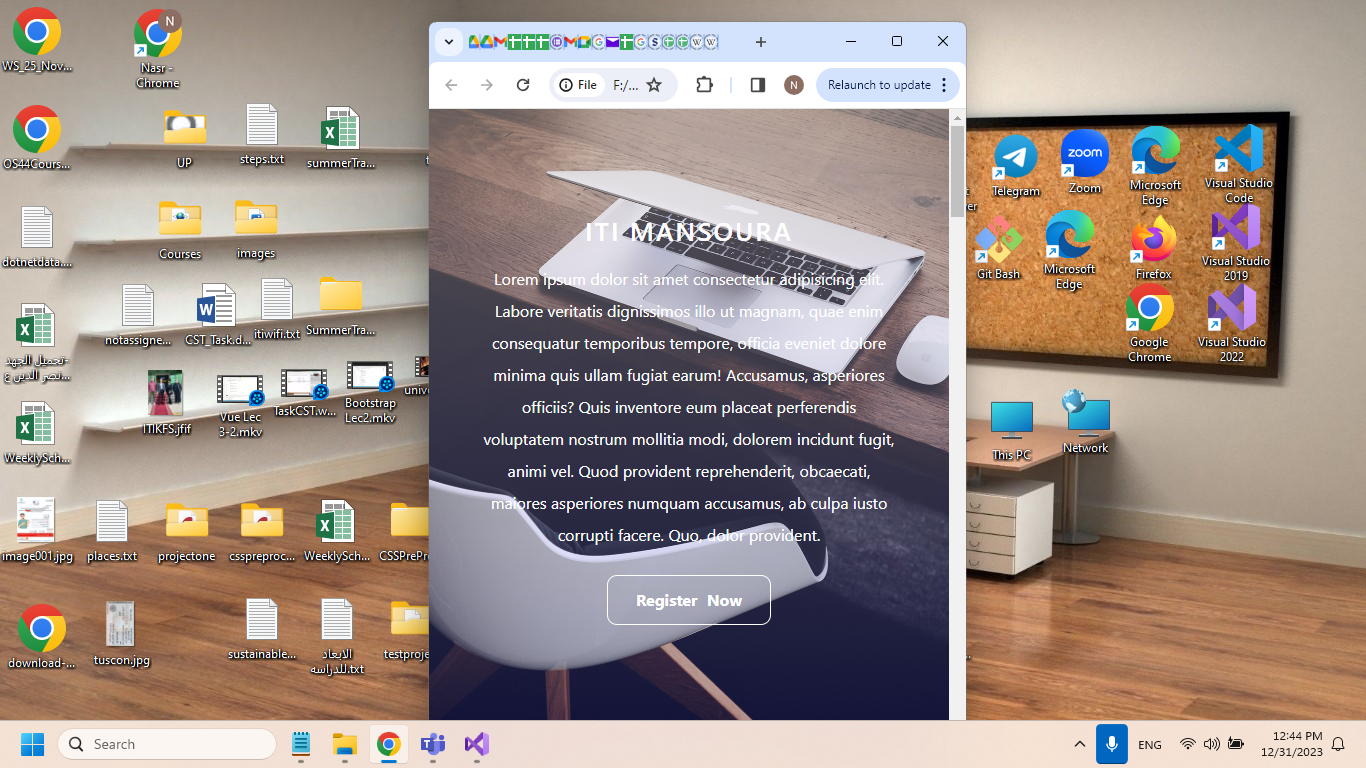 WS_25_Nov...
N
Nasr -
Chrome
OS44Cours...
UP
steps.txt
summerTra...
dotnetdata....
Courses
images
notassigne...
CST_Task.d...
itiwifi.txt
SummerTra...
ITIKFS.jfif
Vue Lec
3-2.mkv
TaskCST.w...
Bootstrap
Lec2.mkv
WeeklySch...
image001.jpg
places.txt
projectone
csspreproc...
WeeklySch...
CSSPrePr
download-...
tuscon.jpg
sustainable...
الابعاد
للدراسه.txt
testproje
File
F:/...
N
Relaunch to update
ITI MANSOURA
Lorem ipsum dolor sit amet consectetur adipisicing elit.
Labore veritatis dignissimos illo ut magnam, quae enim
consequatur temporibus tempore, officia eveniet dolore
minima quis ullam fugiat earum! Accusamus, asperiores
officiis? Quis inventore eum placeat perferendis
voluptatem nostrum mollitia modi, dolorem incidunt fugit,
animi vel. Quod provident reprehenderit, obcaecati,
maiores asperiores numquam accusamus, ab culpa iusto
corrupti facere. Quo, dolor provident.
Register Now
Telegram
zoom
Zoom
Microsoft
Edge
Visual Studio
Code
Git Bash
Microsoft
Edge
Firefox
Visual Studio
2019
Google
Chrome
Visual Studio
2022
This PC
Network
Search
ENG
12:44 PM
12/31/2023